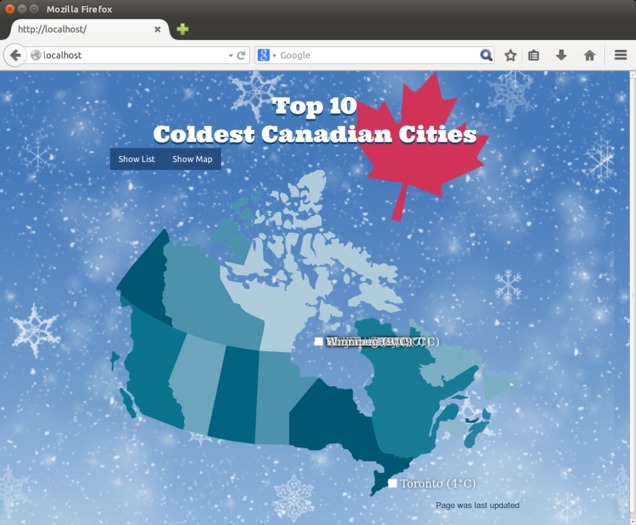 Mozilla Firefox
http://localhost/
localhost
Google
Top 10
Coldest Canadian Cities
Show List Show Map
Toronto (4°C)
Page was last updated